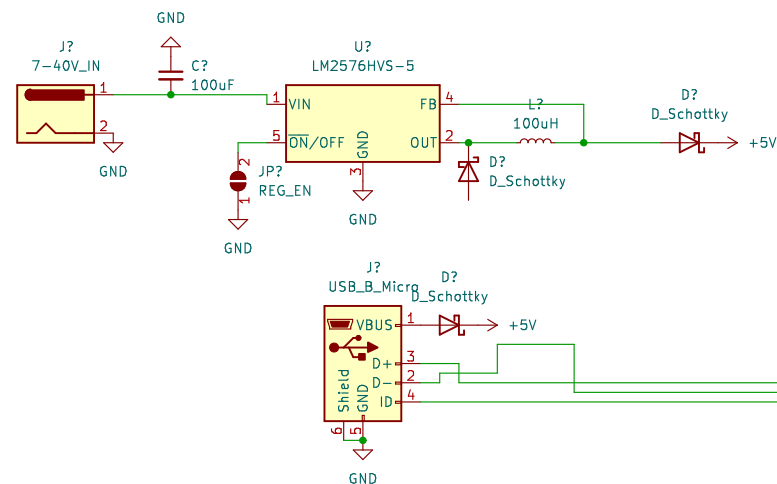 GND
J?
7-40V_IN
1
2
GND
C?
100uF
U?
LM2576HVS-5
1
VIN
5
ON/OFF
GND
3
FB
4
OUT
2
GND
JP?
REG_EN
2
1
GND
L?
100uH
D?
D_Schottky
D?
D_Schottky
+5V
J?
USB_B_Micro
VBUS
1
D+
3
D-
2
ID
4
Shield
GND
6
5
GND
D?
D_Schottky
+5V